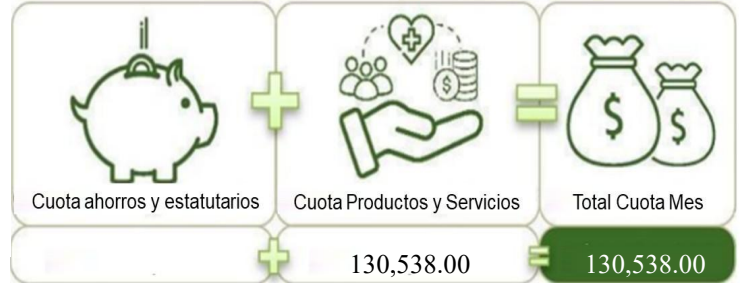 Cuota ahorros y estatutarios
Cuota Productos y Servicios
Total Cuota Mes
130,538.00
130,538.00